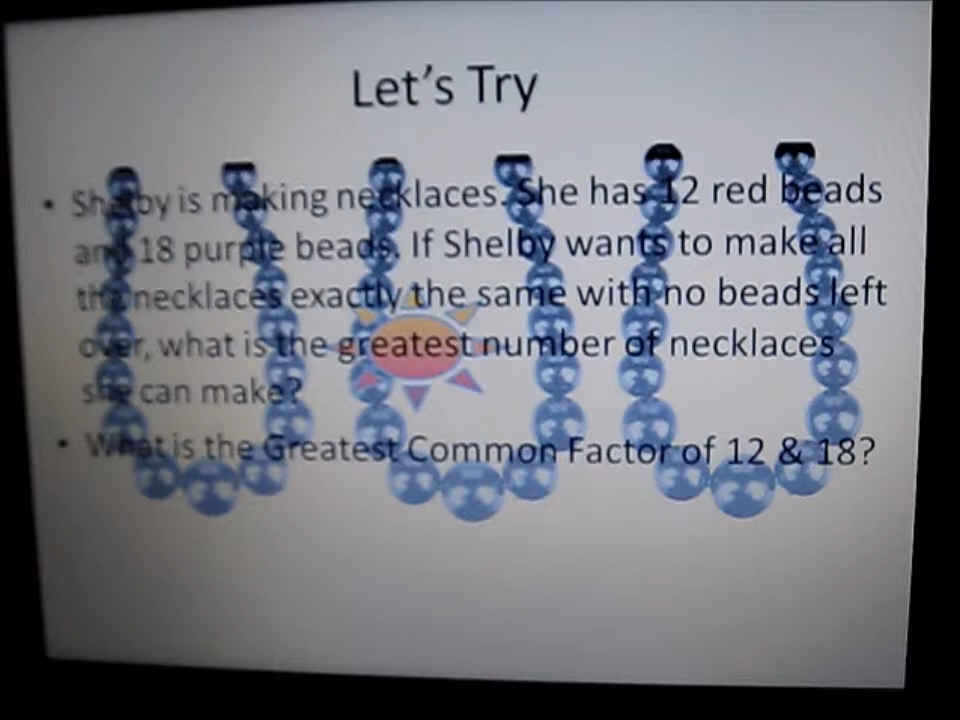 Let's Try
• Shelby is making necklaces. She has 12 red beads
and 18 purple beads. If Shelby wants to make all
the necklaces exactly the same with no beads left
over, what is the greatest number of necklaces
she can make?
• What is the Greatest Common Factor of 12 & 18?